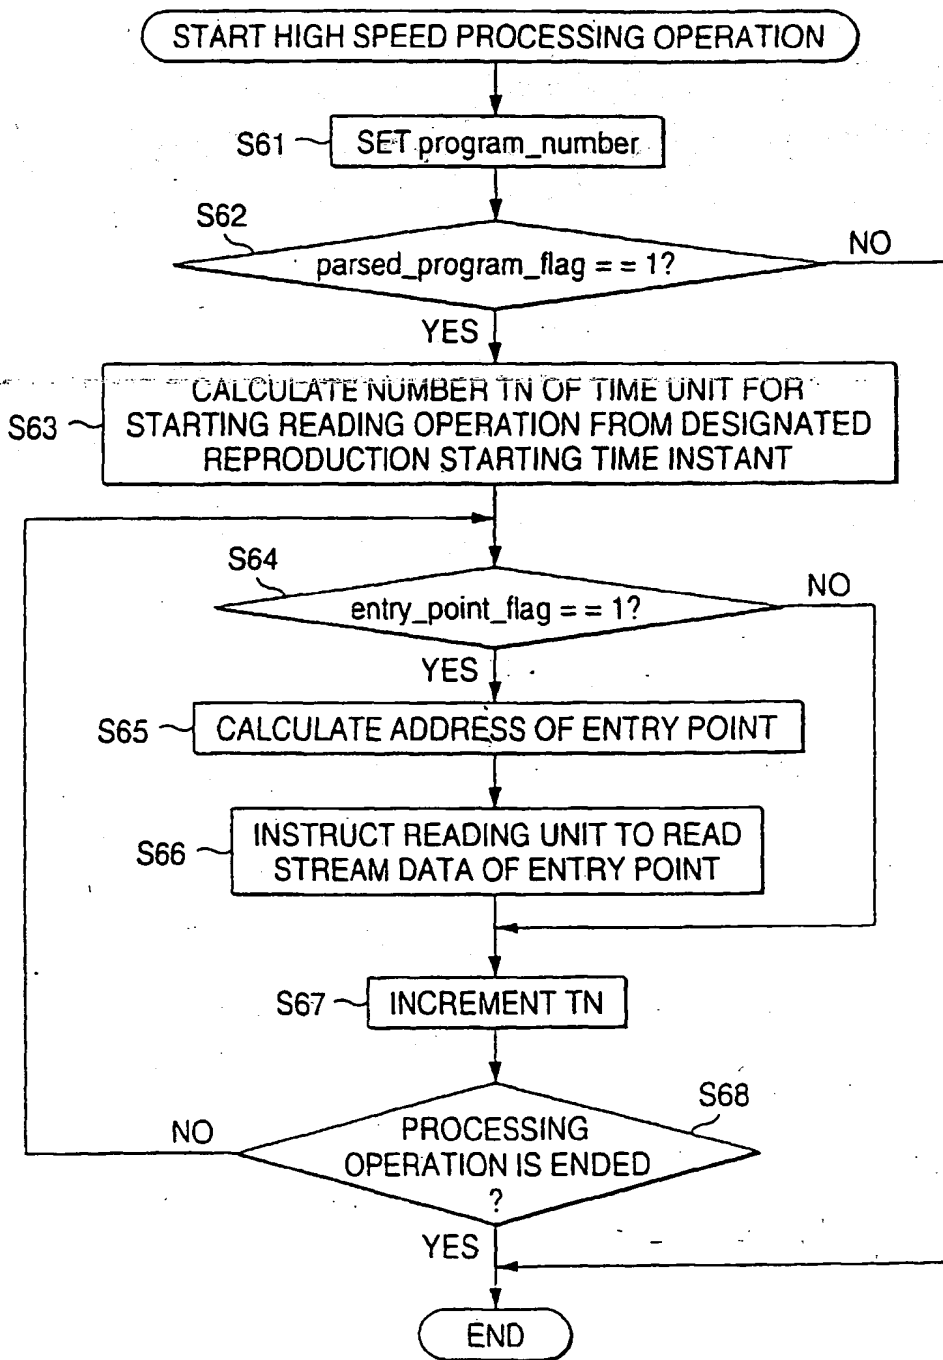 START HIGH SPEED PROCESSING OPERATION
S61
SET program_number
S62
parsed_program_flag = = 1?
NO
YES
S63
CALCULATE NUMBER TN OF TIME UNIT FOR
STARTING READING OPERATION FROM DESIGNATED
REPRODUCTION STARTING TIME INSTANT
S64
entry_point_flag = = 1?
NO
YES
S65
CALCULATE ADDRESS OF ENTRY POINT
S66
INSTRUCT READING UNIT TO READ
STREAM DATA OF ENTRY POINT
S67
INCREMENT TN
S68
NO
PROCESSING
OPERATION IS ENDED
?
YES
END